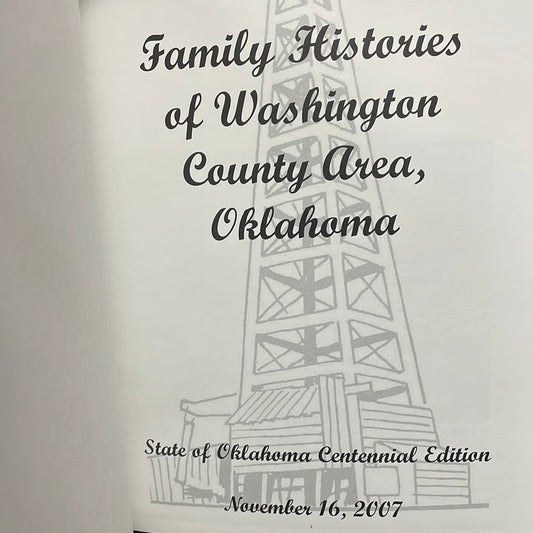 Family Histories
of Washington
County Area,
Oklahoma
State of Oklahoma Centennial Edition
November 16, 2007